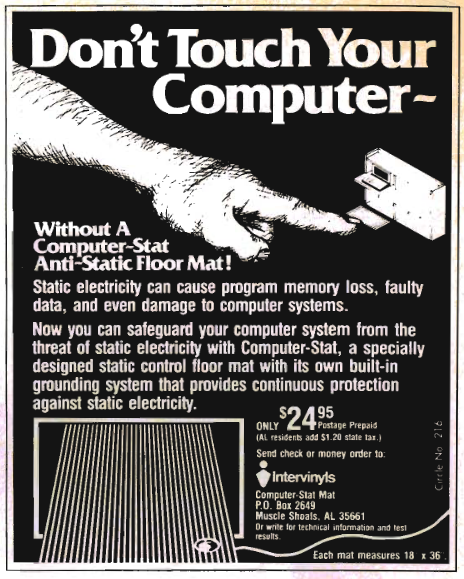 Don't Touch Your
Computer~
Without A
Computer-Stat
Anti-Static Floor Mat!
Static electricity can cause program memory loss, faulty
data, and even damage to computer systems.
Now you can safeguard your computer system from the
threat of static electricity with Computer-Stat, a specially
designed static control floor mat with its own built-in
grounding system that provides continuous protection
against static electricity.
ONLY $24.95 Postage Prepaid
(AL residents add $1.20 state tax.)
Send check or money order to:
Intervinyls
Computer-Stat Mat
P.O. Box 2649
Muscle Shoals, AL 35661
Or write for technical information and test
results.
Each mat measures 18 x 36
Circle No. 216